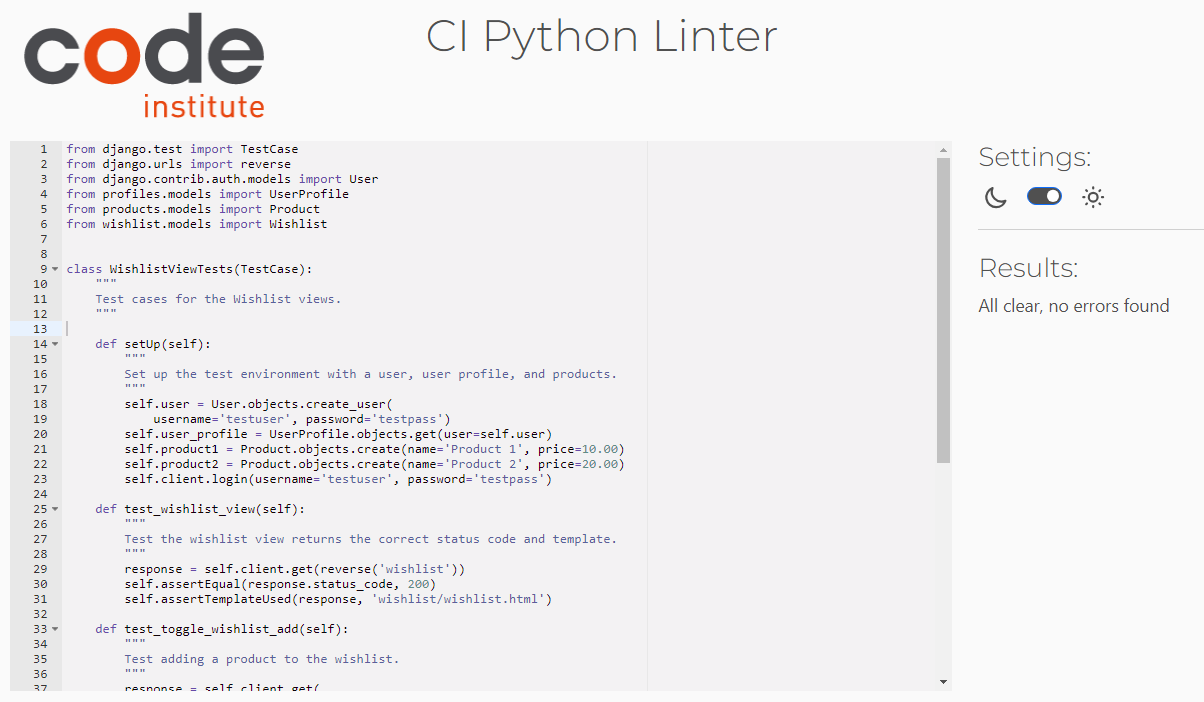 code
institute
CI Python Linter
1 from django.test import TestCase
2 from django.urls import reverse
3 from django.contrib.auth.models import User
4 from profiles.models import UserProfile
5 from products.models import Product
6 from wishlist.models import Wishlist
7
8
9 class WishlistViewTests(TestCase):
10     """
11     Test cases for the Wishlist views.
12     """
13
14     def setUp(self):
15         """
16         Set up the test environment with a user, user profile, and products.
17         """
18         self.user = User.objects.create_user(
19             username='testuser', password='testpass')
20         self.user_profile = UserProfile.objects.get(user=self.user)
21         self.product1 = Product.objects.create(name='Product 1', price=10.00)
22         self.product2 = Product.objects.create(name='Product 2', price=20.00)
23         self.client.login(username='testuser', password='testpass')
24
25     def test_wishlist_view(self):
26         """
27         Test the wishlist view returns the correct status code and template.
28         """
29         response = self.client.get(reverse('wishlist'))
30         self.assertEqual(response.status_code, 200)
31         self.assertTemplateUsed(response, 'wishlist/wishlist.html')
32
33     def test_toggle_wishlist_add(self):
34         """
35         Test adding a product to the wishlist.
36         """
37         response = self.client.get(
Settings:
Results:
All clear, no errors found